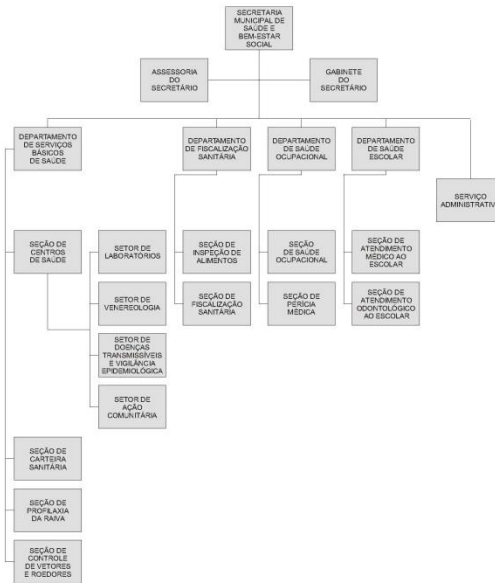 SECRETARIA
MUNICIPAL DE
SAÚDE E
BEM-ESTAR
SOCIAL
ASSESSORIA
DO
SECRETÁRIO
GABINETE
DO
SECRETÁRIO
DEPARTAMENTO
DE SERVIÇOS
BÁSICOS
DE SAÚDE
DEPARTAMENTO
DE FISCALIZAÇÃO
SANITÁRIA
DEPARTAMENTO
DE SAÚDE
OCUPACIONAL
DEPARTAMENTO
DE SAÚDE
ESCOLAR
SERVIÇO
ADMINISTRATIV
SEÇÃO DE
CENTROS
DE SAÚDE
SETOR DE
LABORATÓRIOS
SEÇÃO DE
INSPEÇÃO DE
ALIMENTOS
SEÇÃO
DE SAÚDE
OCUPACIONAL
SEÇÃO DE
ATENDIMENTO
MÉDICO AO
ESCOLAR
SETOR DE
VENEREOLOGIA
SEÇÃO DE
FISCALIZAÇÃO
SANITÁRIA
SEÇÃO DE
PERÍCIA
MÉDICA
SEÇÃO DE
ATENDIMENTO
ODONTOLÓGICO
AO ESCOLAR
SETOR DE
DOENÇAS
TRANSMISSÍVEIS
E VIGILÂNCIA
EPIDEMIOLÓGICA
SETOR DE
AÇÃO
COMUNITÁRIA
SEÇÃO DE
CARTEIRA
SANITÁRIA
SEÇÃO DE
PROFILAXIA
DA RAIVA
SEÇÃO DE
CONTROLE
DE VETORES
E ROEDORES